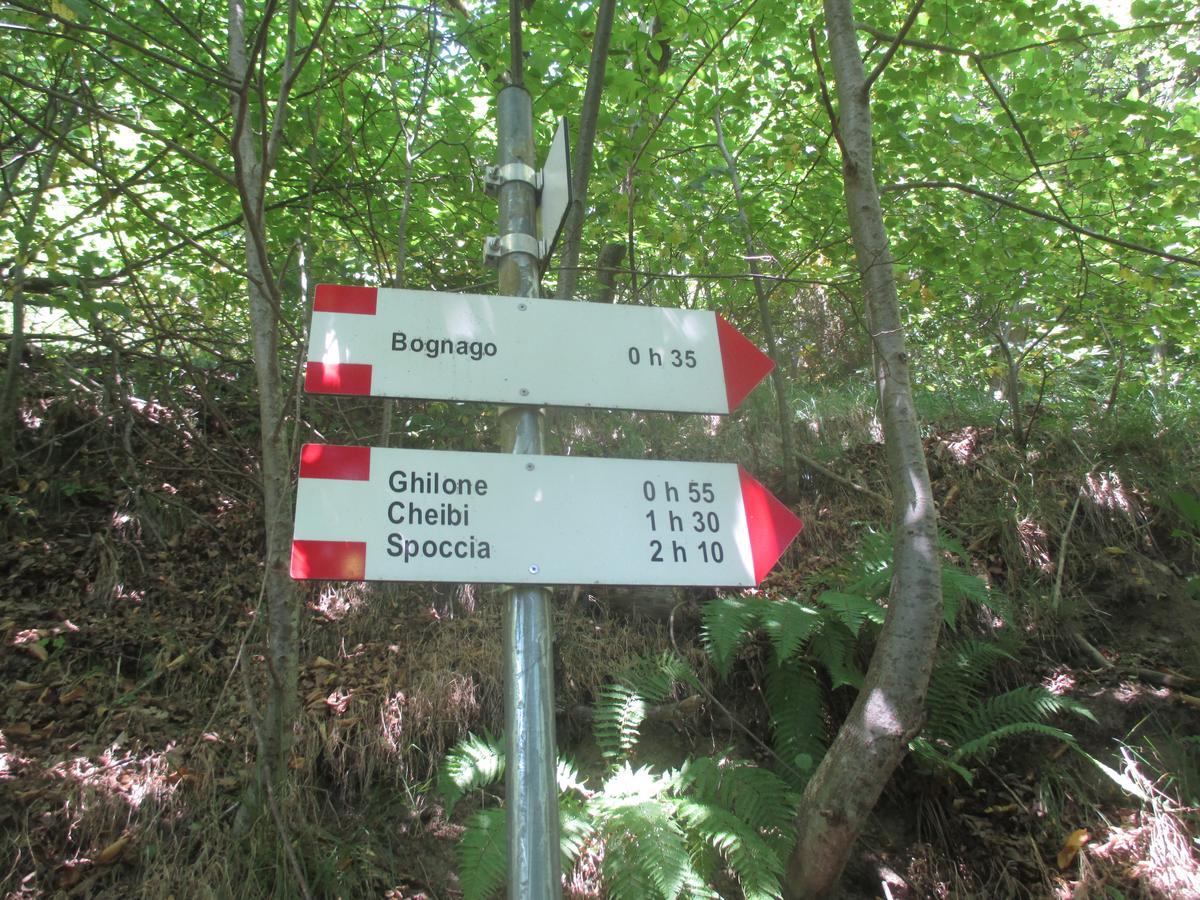 Bognago 0 h 35
Ghilone 0 h 55
Cheibi 1 h 30
Spoccia 2 h 10